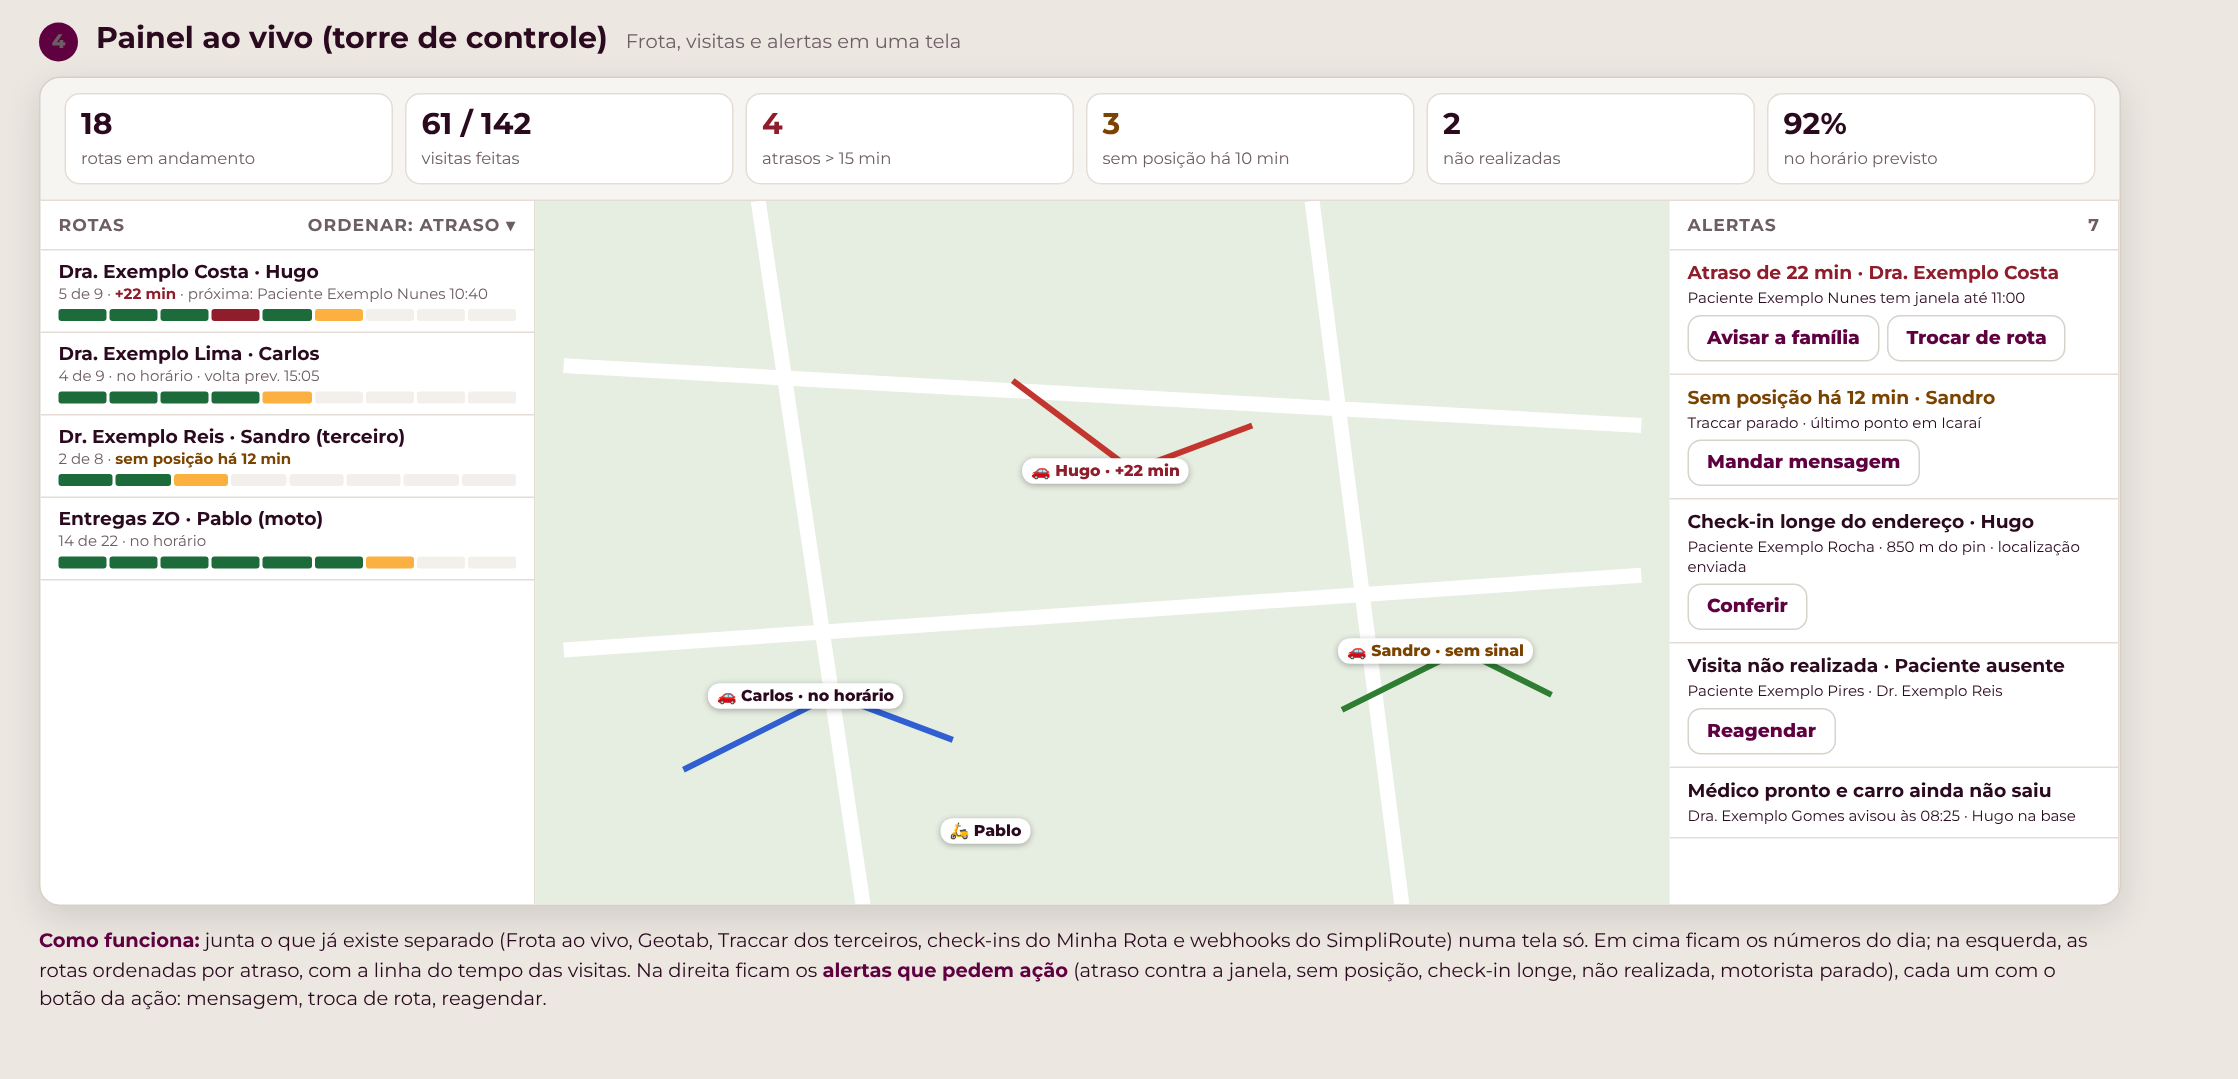 4 Painel ao vivo (torre de controle) Frota, visitas e alertas em uma tela
18
rotas em andamento
61 / 142
visitas feitas
4
atrasos > 15 min
3
sem posição há 10 min
2
não realizadas
92%
no horário previsto
ROTAS ORDENAR: ATRASO ▾
Dra. Exemplo Costa · Hugo
5 de 9 · +22 min · próxima: Paciente Exemplo Nunes 10:40
Dra. Exemplo Lima · Carlos
4 de 9 · no horário · volta prev. 15:05
Dr. Exemplo Reis · Sandro (terceiro)
2 de 8 · sem posição há 12 min
Entregas ZO · Pablo (moto)
14 de 22 · no horário
Hugo · +22 min
Sandro · sem sinal
Carlos · no horário
Pablo
ALERTAS 7
Atraso de 22 min · Dra. Exemplo Costa
Paciente Exemplo Nunes tem janela até 11:00
Avisar a família Trocar de rota
Sem posição há 12 min · Sandro
Traccar parado · último ponto em Icaraí
Mandar mensagem
Check-in longe do endereço · Hugo
Paciente Exemplo Rocha · 850 m do pin · localização
enviada
Conferir
Visita não realizada · Paciente ausente
Paciente Exemplo Pires · Dr. Exemplo Reis
Reagendar
Médico pronto e carro ainda não saiu
Dra. Exemplo Gomes avisou às 08:25 · Hugo na base
Como funciona: junta o que já existe separado (Frota ao vivo, Geotab, Traccar dos terceiros, check-ins do Minha Rota e webhooks do SimpliRoute) numa tela só. Em cima ficam os números do dia; na esquerda, as
rotas ordenadas por atraso, com a linha do tempo das visitas. Na direita ficam os alertas que pedem ação (atraso contra a janela, sem posição, check-in longe, não realizada, motorista parado), cada um com o
botão da ação: mensagem, troca de rota, reagendar.